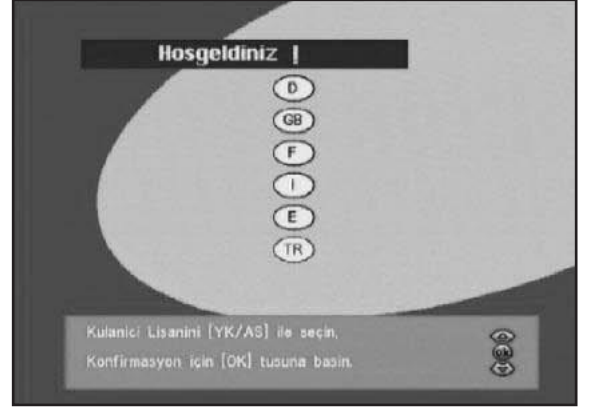 Hosgeldiniz !
D
GB
F
I
E
TR
Kulanici Lisanini [YK/AS] ile seçin,
Konfirmasyon için [OK] tusuna basin.
ok